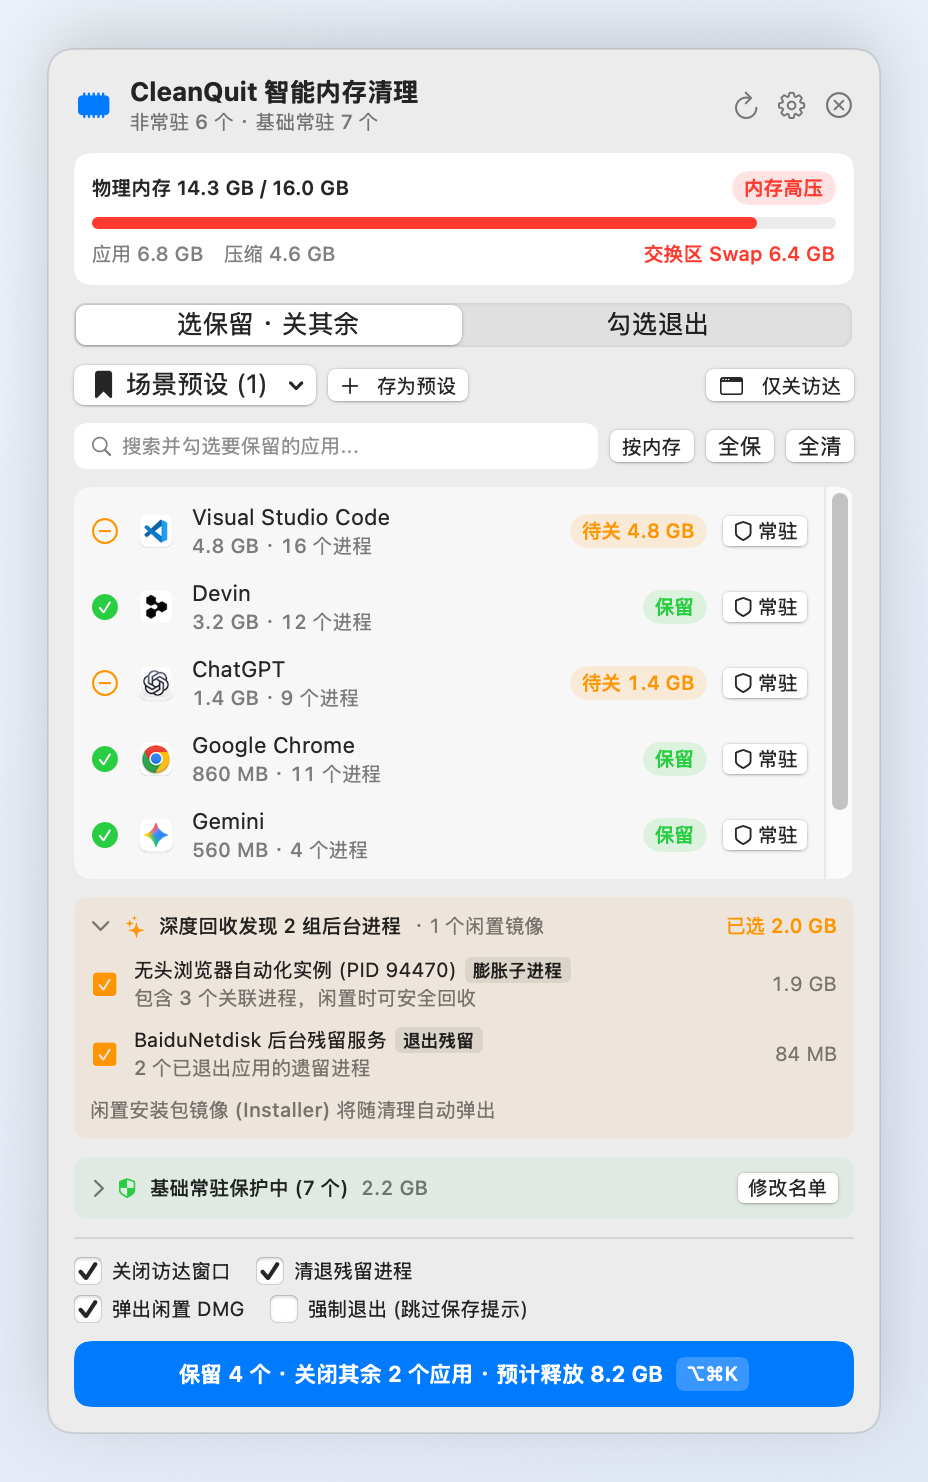 CleanQuit 智能内存清理
非常驻 6 个 · 基础常驻 7 个
物理内存 14.3 GB / 16.0 GB
内存高压
应用 6.8 GB 压缩 4.6 GB
交换区 Swap 6.4 GB
选保留 · 关其余
勾选退出
场景预设 (1)
存为预设
仅关访达
搜索并勾选要保留的应用...
按内存
全保
全清
Visual Studio Code
4.8 GB · 16 个进程
待关 4.8 GB
常驻
Devin
3.2 GB · 12 个进程
保留
常驻
ChatGPT
1.4 GB · 9 个进程
待关 1.4 GB
常驻
Google Chrome
860 MB · 11 个进程
保留
常驻
Gemini
560 MB · 4 个进程
保留
常驻
深度回收发现 2 组后台进程 · 1 个闲置镜像
已选 2.0 GB
无头浏览器自动化实例 (PID 94470) 膨胀子进程
包含 3 个关联进程，闲置时可安全回收
1.9 GB
BaiduNetdisk 后台残留服务 退出残留
2 个已退出应用的遗留进程
84 MB
闲置安装包镜像 (Installer) 将随清理自动弹出
基础常驻保护中 (7 个) 2.2 GB
修改名单
关闭访达窗口
清退残留进程
弹出闲置 DMG
强制退出 (跳过保存提示)
保留 4 个 · 关闭其余 2 个应用 · 预计释放 8.2 GB ⌥⌘K